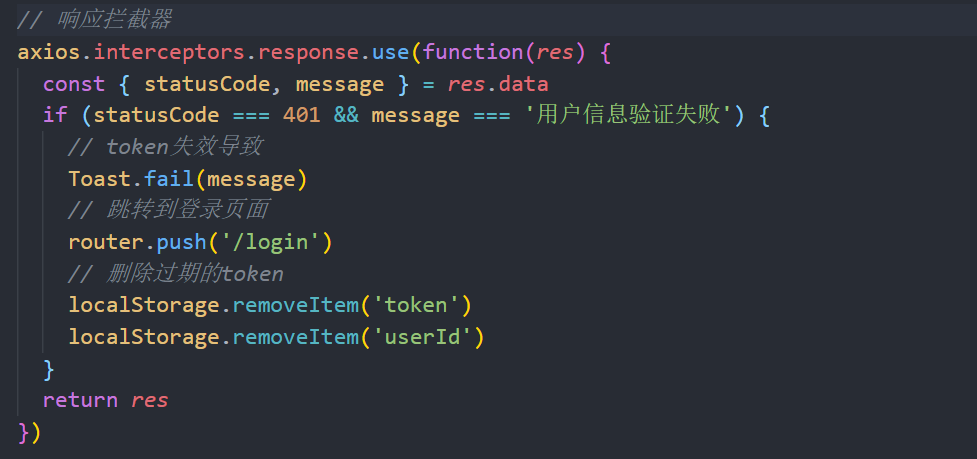 // 响应拦截器
axios.interceptors.response.use(function(res) {
  const { statusCode, message } = res.data
  if (statusCode === 401 && message === '用户信息验证失败') {
    // token失效导致
    Toast.fail(message)
    // 跳转到登录页面
    router.push('/login')
    // 删除过期的token
    localStorage.removeItem('token')
    localStorage.removeItem('userId')
  }
  return res
})